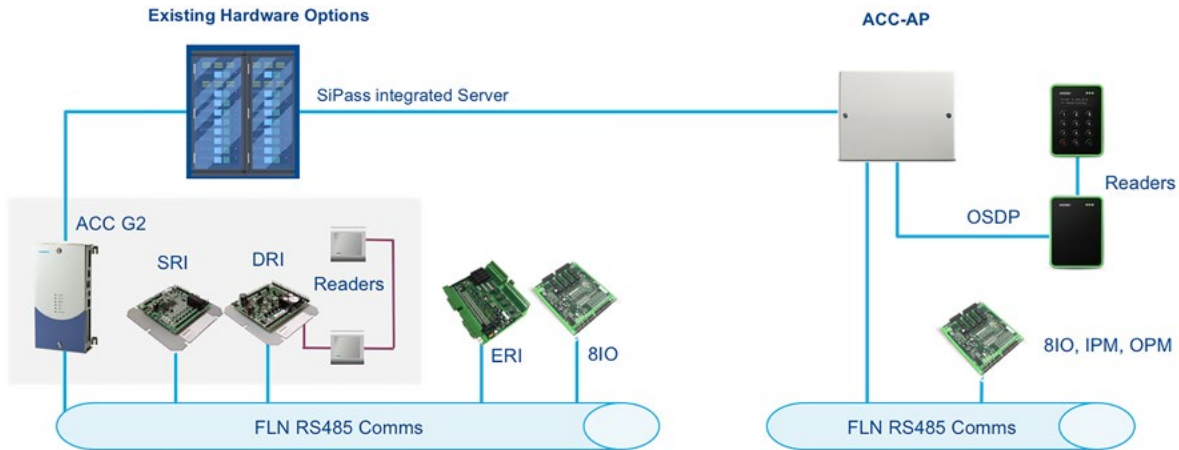 Existing Hardware Options
ACC-AP
SiPass integrated Server
ACC G2
SRI
DRI
Readers
ERI
8IO
FLN RS485 Comms
OSDP
Readers
8IO, IPM, OPM
FLN RS485 Comms